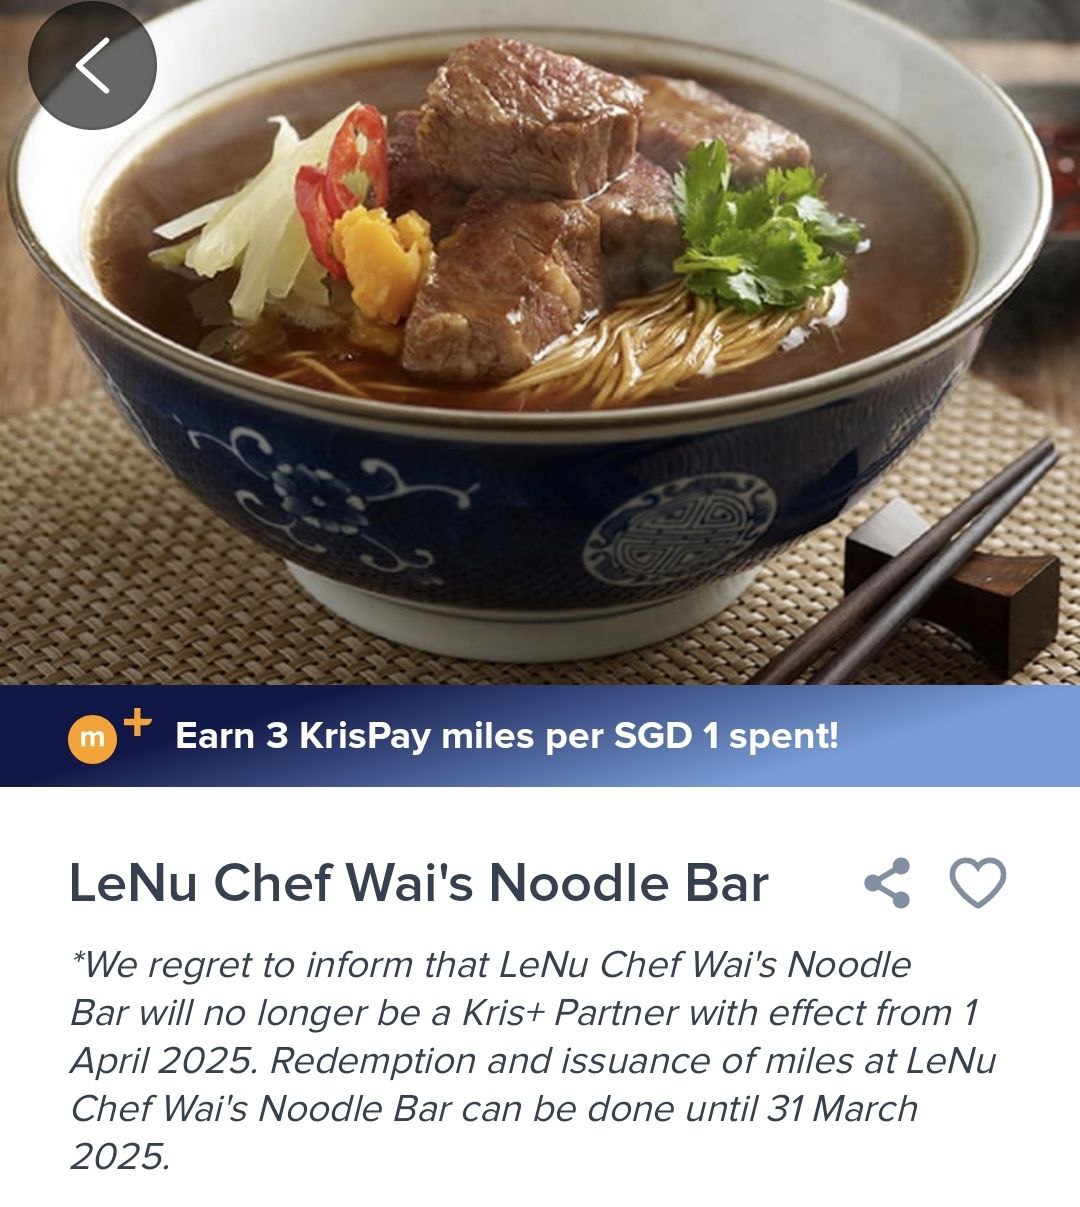 m+ Earn 3 KrisPay miles per SGD 1 spent!
LeNu Chef Wai's Noodle Bar
*We regret to inform that LeNu Chef Wai's Noodle
Bar will no longer be a Kris+ Partner with effect from 1
April 2025. Redemption and issuance of miles at LeNu
Chef Wai's Noodle Bar can be done until 31 March
2025.